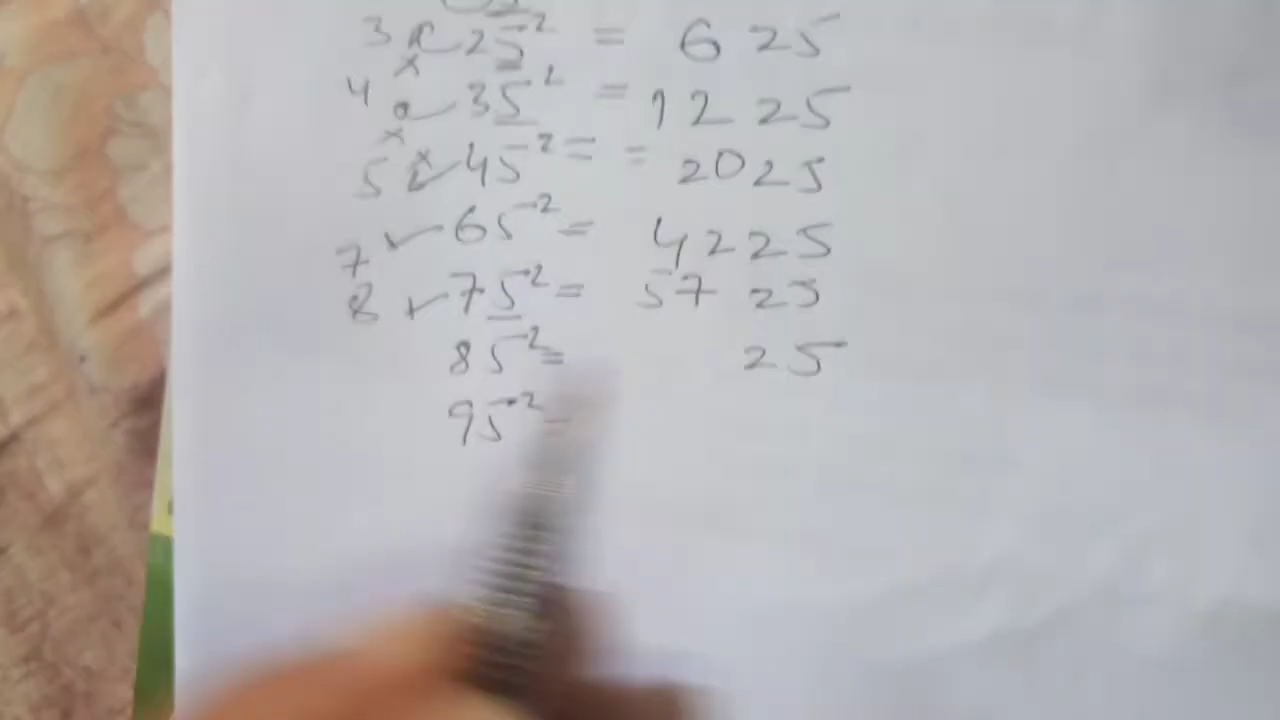 3 25² = 625
x
4 35² = 1225
x x
5 45² = = 2025
7 65² = 4225
8 75² = 5725
85² = 25
95² =